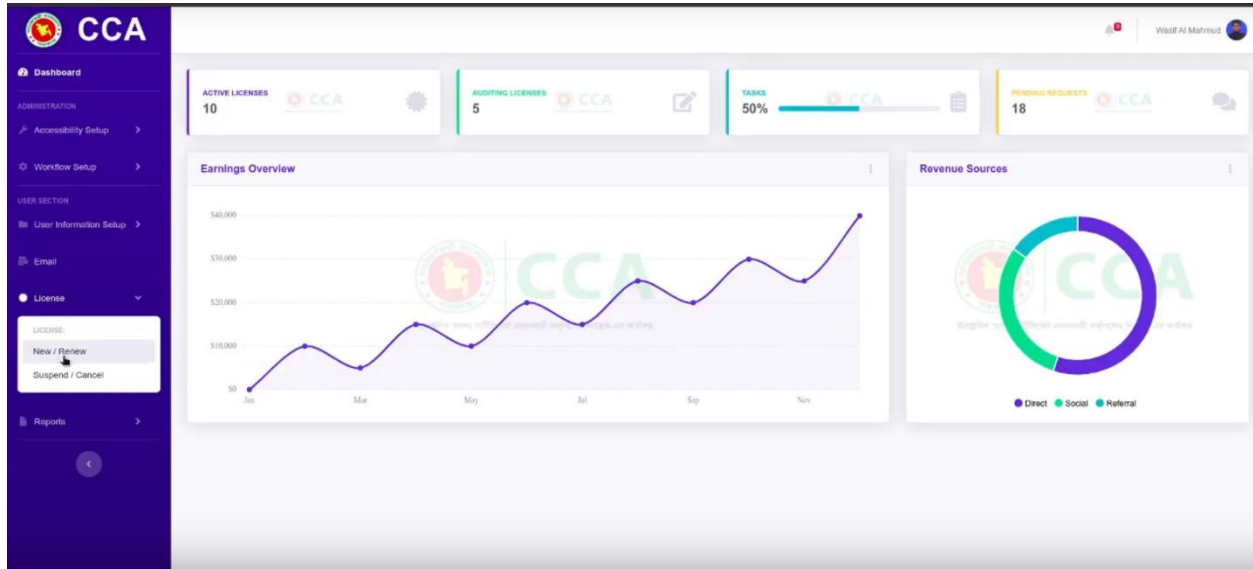 CCA
Wasif Al Mahmud
Dashboard
ADMINISTRATION
Accessibility Setup
Workflow Setup
USER SECTION
User Information Setup
Email
License
LICENSE:
New / Renew
Suspend / Cancel
Reports
ACTIVE LICENSES
10
CCA
AUDITING LICENSES
5
CCA
TASKS
50%
CCA
PENDING REQUESTS
18
CCA
Earnings Overview
$40,000
$30,000
$20,000
$10,000
$0
Jan
Mar
May
Jul
Sep
Nov
CCA
Revenue Sources
CCA
Direct
Social
Referral